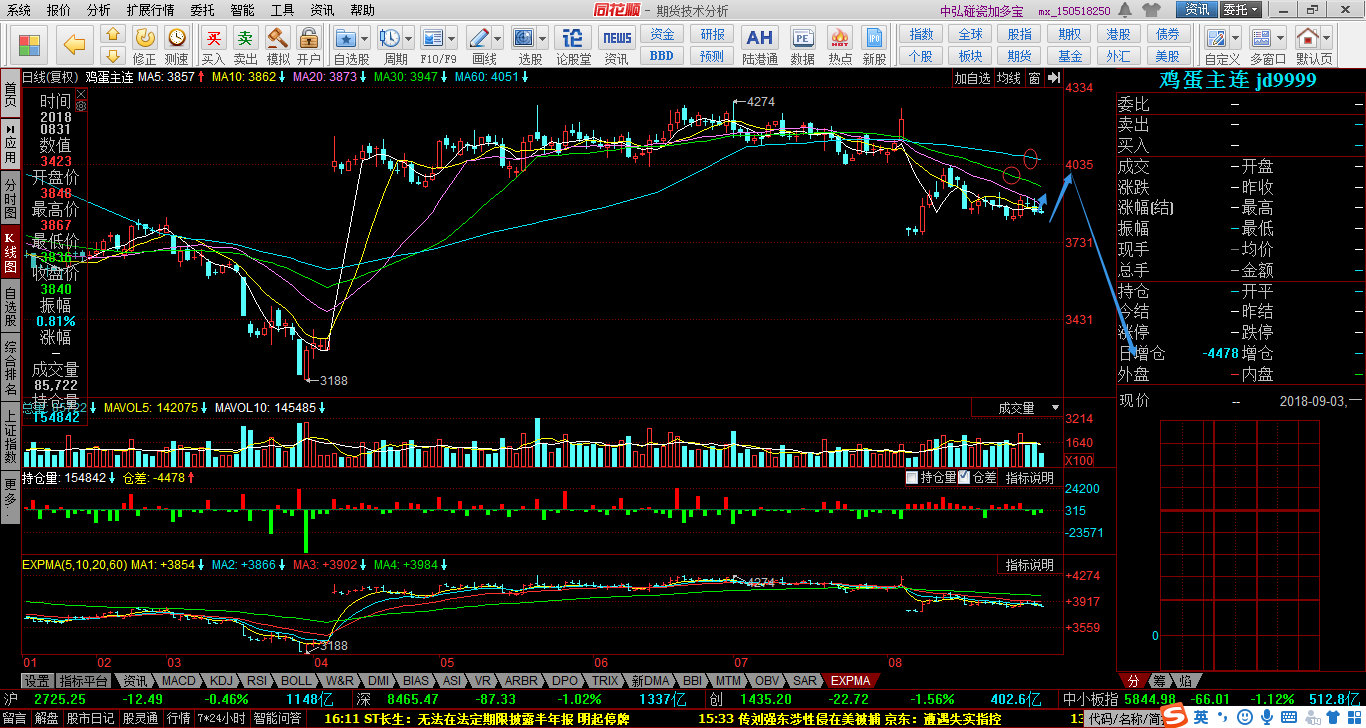 系统 报价 分析 扩展行情 委托 智能 工具 资讯 帮助
同花顺 - 期货技术分析
中弘碰瓷加多宝 mx_150518250 资讯 委托
修正 测速 买 买入 卖 卖出 模拟 开户 自选股 周期 F10/F9 画线 选股 论股堂 NEWS 资讯
资金 研报 AH PE HOT IPO
BBD 预测 陆港通 数据 热点 新股
指数 全球 股指 期权 港股 债券
个股 板块 期货 基金 外汇 美股
自定义 多窗口 默认页
日线(复权) 鸡蛋主连 MA5: 3857↑ MA10: 3862↓ MA20: 3873↓ MA30: 3947↓ MA60: 4051↓
加自选 均线 窗
首页
应用
分时图
K线图
自选股
综合排名
上证指数
更多
时间
2018
0831
数值
3423
开盘价
3848
最高价
3867
最低价
3836
收盘价
3840
振幅
0.81%
涨幅
–
成交量
85,722
持仓量
154842
4274
3188
4334
4035
3731
3431
MAVOL5: 142075↓ MAVOL10: 145485↓
成交量
3214
1640
X100
持仓量: 154842↓ 仓差: -4478↑
持仓量 仓差 指标说明
24200
315
-23571
EXPMA(5,10,20,60) MA1: +3854↓ MA2: +3866↓ MA3: +3902↓ MA4: +3984↓
指标说明
4274
3188
+4274
+3917
+3559
01 02 03 04 05 06 07 08
设置 指标平台 资讯 MACD KDJ RSI BOLL W&R DMI BIAS ASI VR ARBR DPO TRIX 新DMA BBI MTM OBV SAR EXPMA
鸡蛋主连 jd9999
委比 –
卖出 – –
买入 – –
成交 – 开盘 –
涨跌 – 昨收 –
涨幅(结) – 最高 –
振幅 – 最低 –
现手 – 均价 –
总手 – 金额 –
持仓 – 开平 –
今结 – 昨结 –
涨停 – 跌停 –
日增仓 -4478 增仓 –
外盘 – 内盘 –
现价 -- 2018-09-03,一
0
分 筹 焰
沪 2725.25 -12.49 -0.46% 1148亿 深 8465.47 -87.33 -1.02% 1337亿 创 1435.20 -22.72 -1.56% 402.6亿 中小板指 5844.98 -66.01 -1.12% 512.8亿
留言 解盘 股市日记 股灵通 行情 7*24小时 智能问答
16:11 ST长生: 无法在法定期限披露半年报 明起停牌
15:33 传刘强东涉性侵在美被捕 京东: 遭遇失实指控
代码/名称/简
英